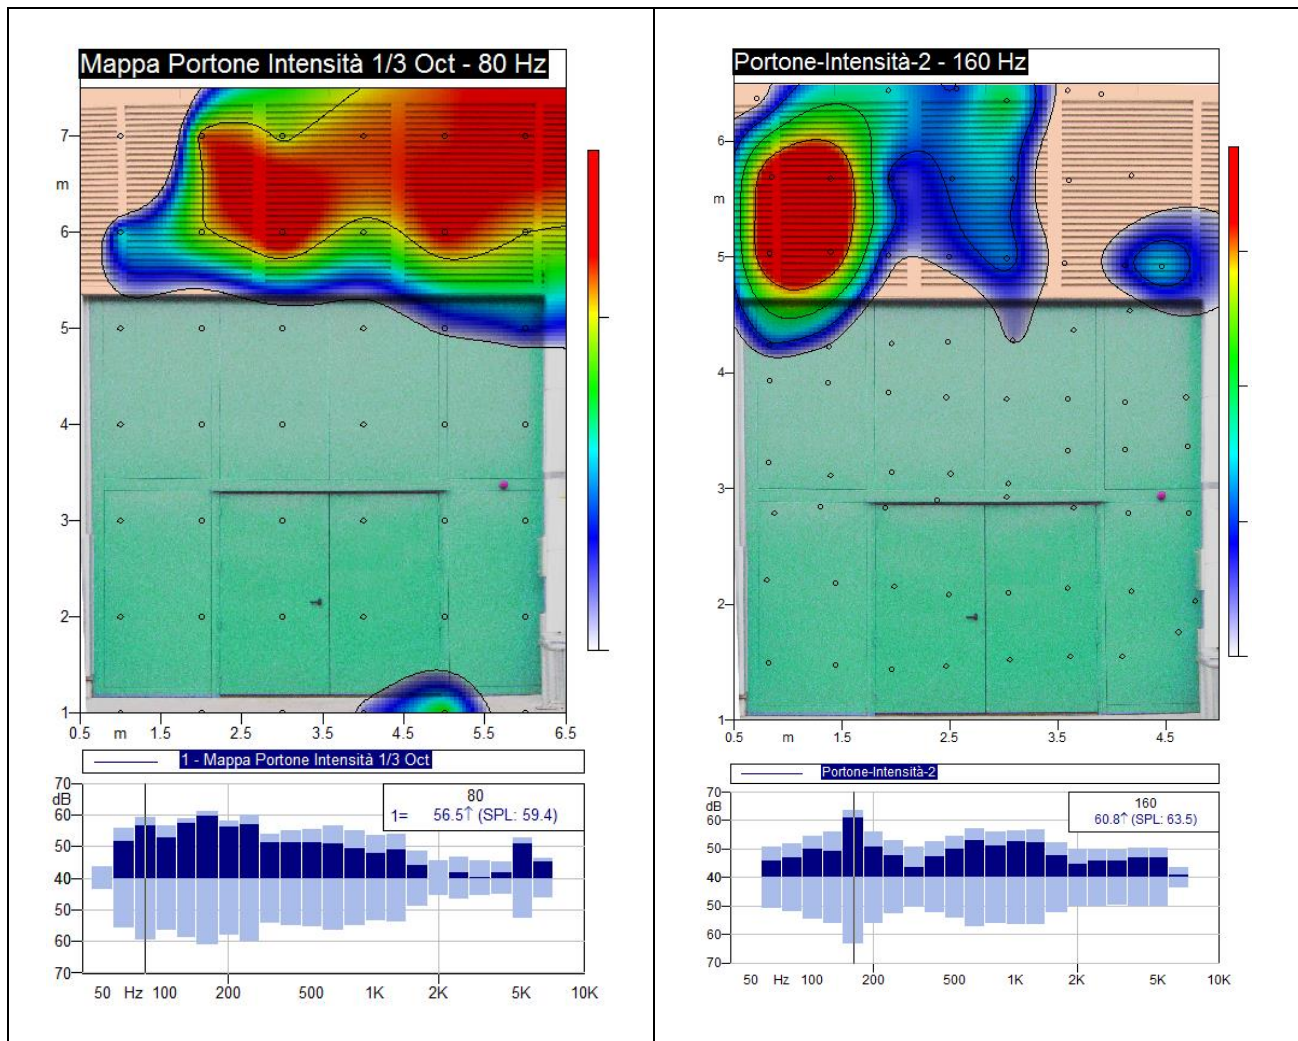 Mappa Portone Intensità 1/3 Oct - 80 Hz
7
m
6
5
4
3
2
1
0.5 m 1.5 2.5 3.5 4.5 5.5 6.5
1 - Mappa Portone Intensità 1/3 Oct
70
dB
60
50
40
50
60
70
80
1= 56.5↑ (SPL: 59.4)
50 Hz 100 200 500 1K 2K 5K 10K
Portone-Intensità-2 - 160 Hz
6
m
5
4
3
2
1
0.5 m 1.5 2.5 3.5 4.5
Portone-Intensità-2
70
dB
60
50
40
50
60
70
160
60.8↑ (SPL: 63.5)
50 Hz 100 200 500 1K 2K 5K 10K